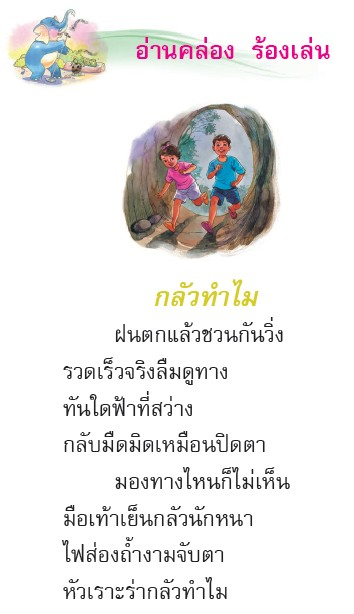 อ่านคล่อง ร้องเล่น
กลัวทำไม
ฝนตกแล้วชวนกันวิ่ง
รวดเร็วจริงลืมดูทาง
ทันใดฟ้าที่สว่าง
กลับมืดมิดเหมือนปิดตา
มองทางไหนก็ไม่เห็น
มือเท้าเย็นกลัวนักหนา
ไฟส่องถ้ำงามจับตา
หัวเราะร่ากลัวทำไม